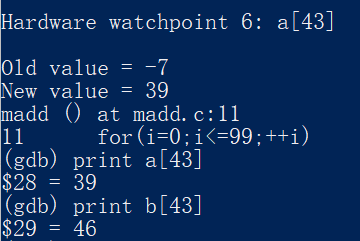 Hardware watchpoint 6: a[43]
Old value = -7
New value = 39
madd () at madd.c:11
11      for(i=0;i<=99;++i)
(gdb) print a[43]
$28 = 39
(gdb) print b[43]
$29 = 46